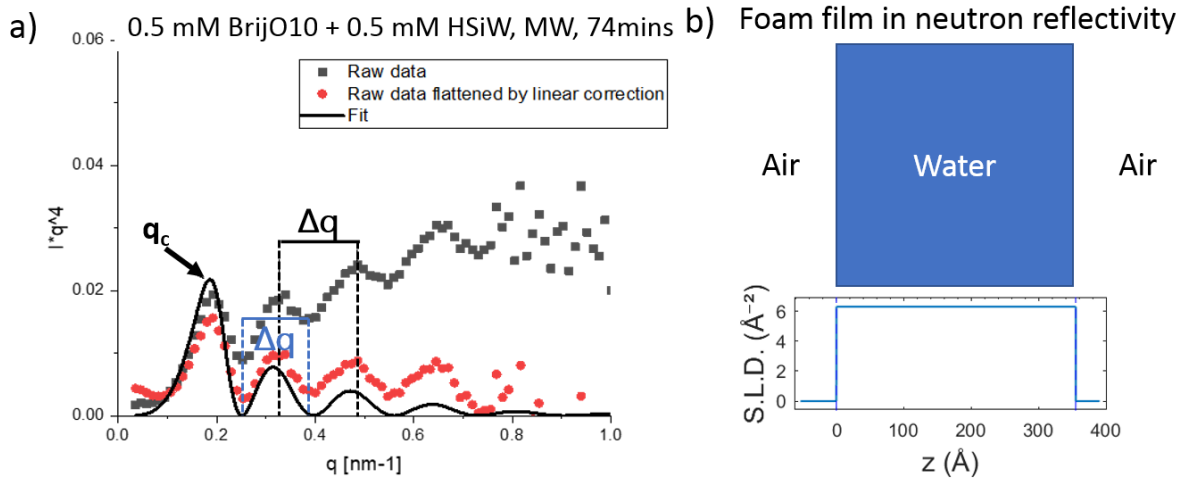 a) 0.5 mM BrijO10 + 0.5 mM HSiW, MW, 74mins
Raw data
Raw data flattened by linear correction
Fit
0.06
0.04
0.02
0.00
I*q^4
qc
Δq
Δq
0.0 0.2 0.4 0.6 0.8 1.0
q [nm-1]
b) Foam film in neutron reflectivity
Air
Water
Air
S.L.D. (Å⁻²)
6
4
2
0
0 100 200 300 400
z (Å)